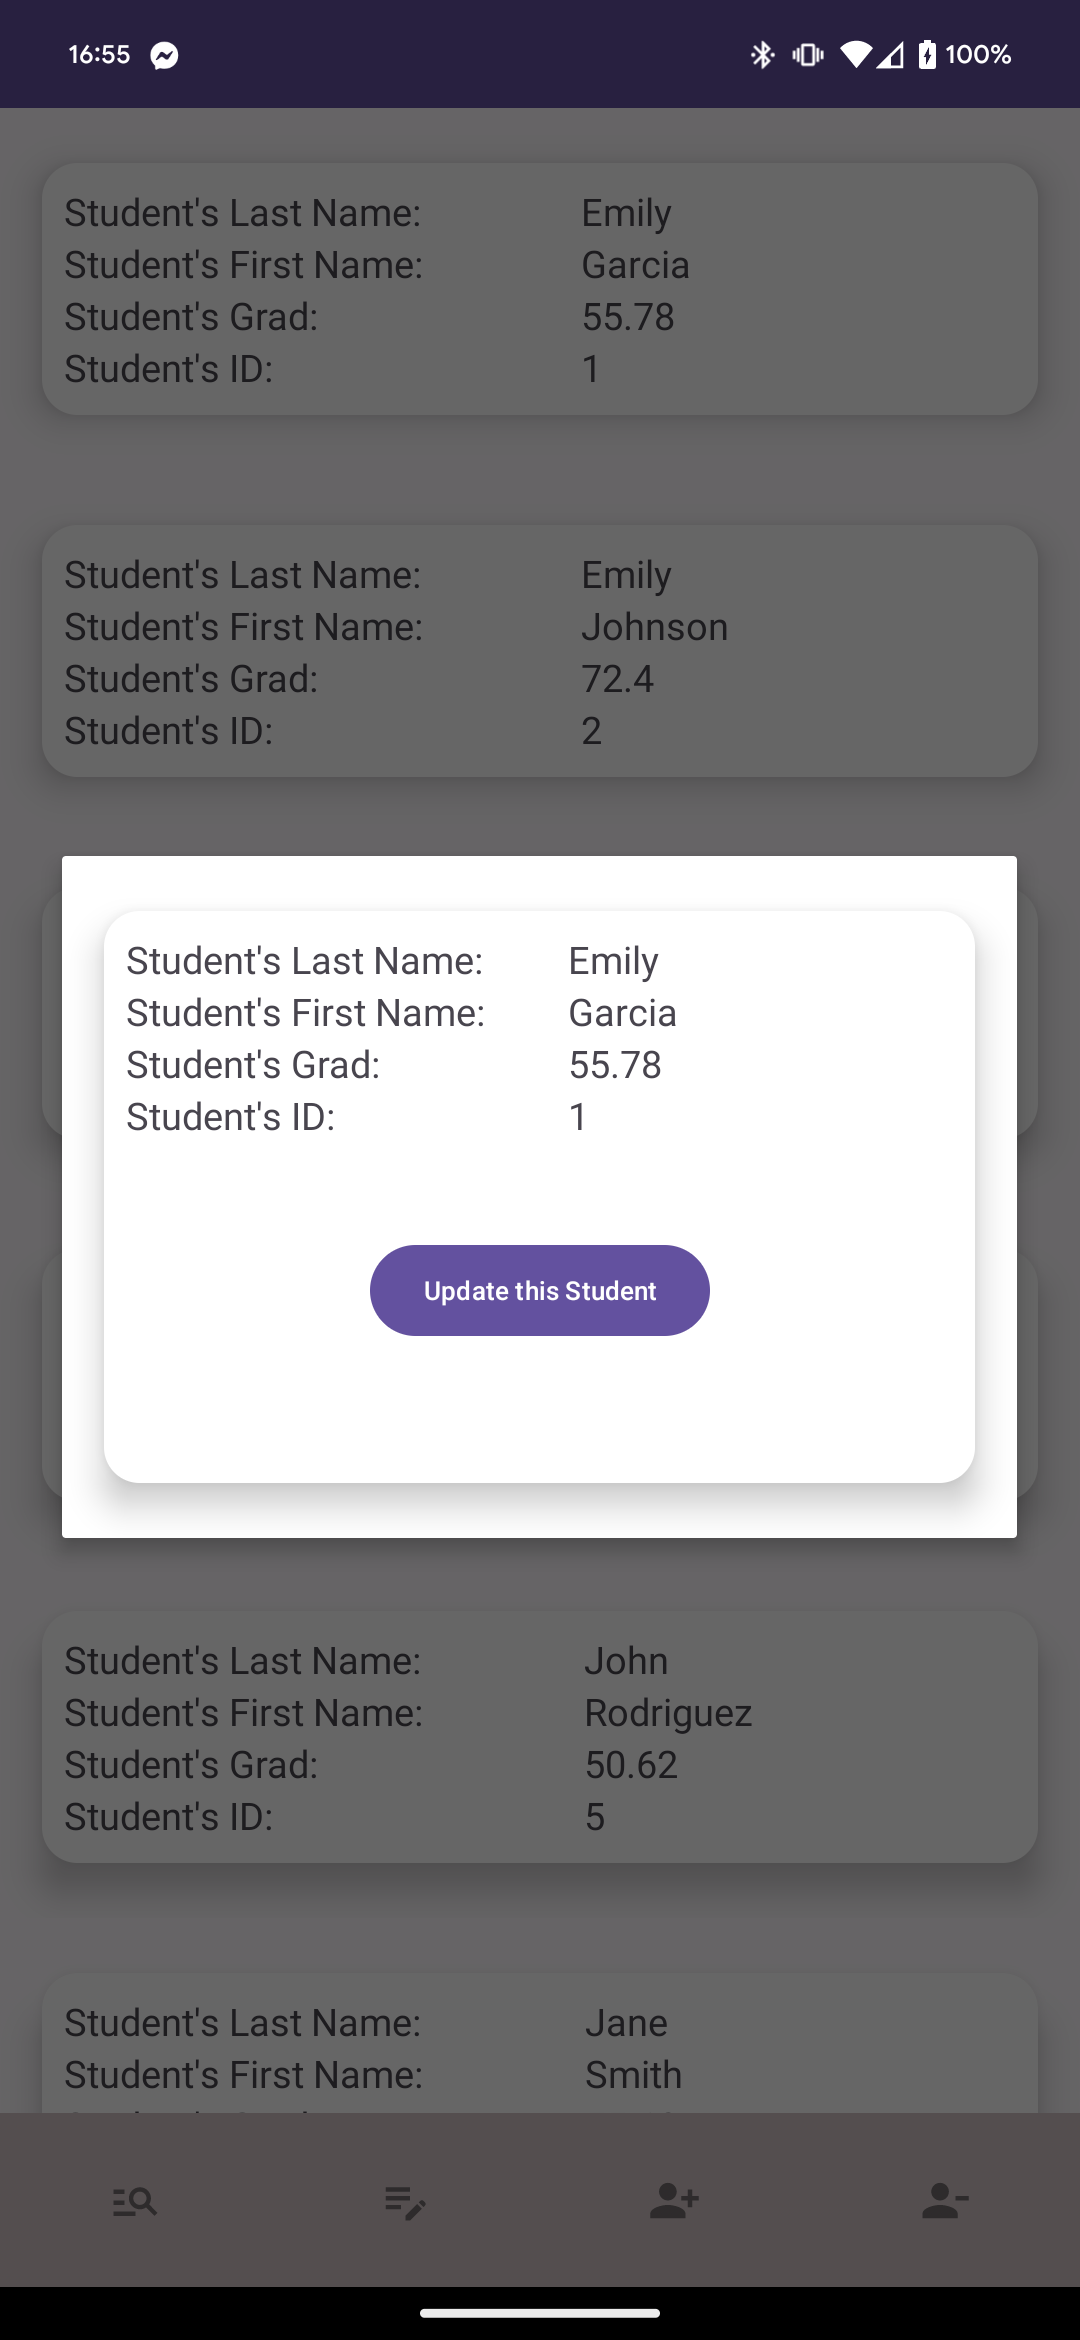 16:55 100%
Student's Last Name: Emily
Student's First Name: Garcia
Student's Grad: 55.78
Student's ID: 1
Student's Last Name: Emily
Student's First Name: Johnson
Student's Grad: 72.4
Student's ID: 2
Student's Last Name: Emily
Student's First Name: Garcia
Student's Grad: 55.78
Student's ID: 1
Update this Student
Student's Last Name: John
Student's First Name: Rodriguez
Student's Grad: 50.62
Student's ID: 5
Student's Last Name: Jane
Student's First Name: Smith